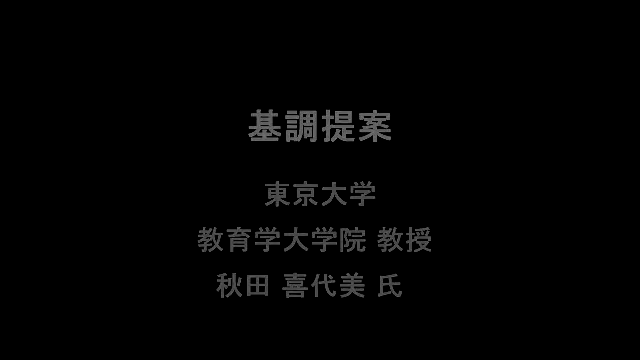 基調提案
東京大学
教育学大学院 教授
秋田 喜代美 氏